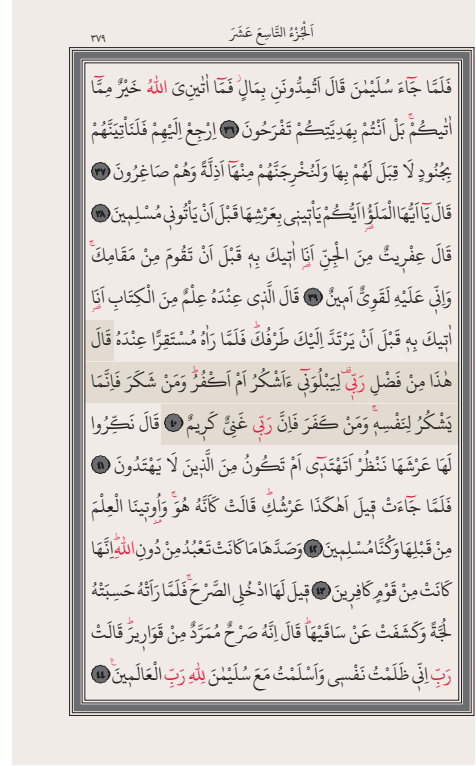 ٣٧٩ اَلْجُزْءُ التَّاسِعَ عَشَرَ
فَلَمَّا جَٓاءَ سُلَيْمٰنَ قَالَ اَتُمِدُّونَنِ بِمَالٍۘ فَمَٓا اٰتٰينِيَ اللّٰهُ خَيْرٌ مِمَّٓا
اٰتٰيكُمْۚ بَلْ اَنْتُمْ بِهَدِيَّتِكُمْ تَفْرَحُونَ ﴿٣٦﴾ اِرْجِعْ اِلَيْهِمْ فَلَنَأْتِيَنَّهُمْ
بِجُنُودٍ لَا قِبَلَ لَهُمْ بِهَا وَلَنُخْرِجَنَّهُمْ مِنْهَٓا اَذِلَّةً وَهُمْ صَاغِرُونَ ﴿٣٧﴾
قَالَ يَٓا اَيُّهَا الْمَلَؤُ۬ا اَيُّكُمْ يَأْتِينِي بِعَرْشِهَا قَبْلَ اَنْ يَأْتُونِي مُسْلِمِينَ ﴿٣٨﴾
قَالَ عِفْرِيتٌ مِنَ الْجِنِّ اَنَا۬ اٰتِيكَ بِهِ قَبْلَ اَنْ تَقُومَ مِنْ مَقَامِكَۚ
وَاِنِّي عَلَيْهِ لَقَوِيٌّ اَمِينٌ ﴿٣٩﴾ قَالَ الَّذِي عِنْدَهُ عِلْمٌ مِنَ الْكِتَابِ اَنَا۬
اٰتِيكَ بِهِ قَبْلَ اَنْ يَرْتَدَّ اِلَيْكَ طَرْفُكَۜ فَلَمَّا رَاٰهُ مُسْتَقِرًّا عِنْدَهُ قَالَ
هٰذَا مِنْ فَضْلِ رَبِّي۠ لِيَبْلُوَنِٓي ءَاَشْكُرُ اَمْ اَكْفُرُۜ وَمَنْ شَكَرَ فَاِنَّمَا
يَشْكُرُ لِنَفْسِهِۚ وَمَنْ كَفَرَ فَاِنَّ رَبِّي غَنِيٌّ كَرِيمٌ ﴿٤٠﴾ قَالَ نَكِّرُوا
لَهَا عَرْشَهَا نَنْظُرْ اَتَهْتَدِٓي اَمْ تَكُونُ مِنَ الَّذِينَ لَا يَهْتَدُونَ ﴿٤١﴾
فَلَمَّا جَٓاءَتْ قِيلَ اَهٰكَذَا عَرْشُكِۜ قَالَتْ كَاَنَّهُ هُوَۚ وَاُو۫تِينَا الْعِلْمَ
مِنْ قَبْلِهَا وَكُنَّا مُسْلِمِينَ ﴿٤٢﴾ وَصَدَّهَا مَا كَانَتْ تَعْبُدُ مِنْ دُونِ اللّٰهِۜ اِنَّهَا
كَانَتْ مِنْ قَوْمٍ كَافِرِينَ ﴿٤٣﴾ قِيلَ لَهَا ادْخُلِي الصَّرْحَۚ فَلَمَّا رَاَتْهُ حَسِبَتْهُ
لُجَّةً وَكَشَفَتْ عَنْ سَاقَيْهَاۜ قَالَ اِنَّهُ صَرْحٌ مُمَرَّدٌ مِنْ قَوَارِيرَۜ قَالَتْ
رَبِّ اِنِّي ظَلَمْتُ نَفْسِي وَاَسْلَمْتُ مَعَ سُلَيْمٰنَ لِلّٰهِ رَبِّ الْعَالَمِينَ۟ ﴿٤٤﴾